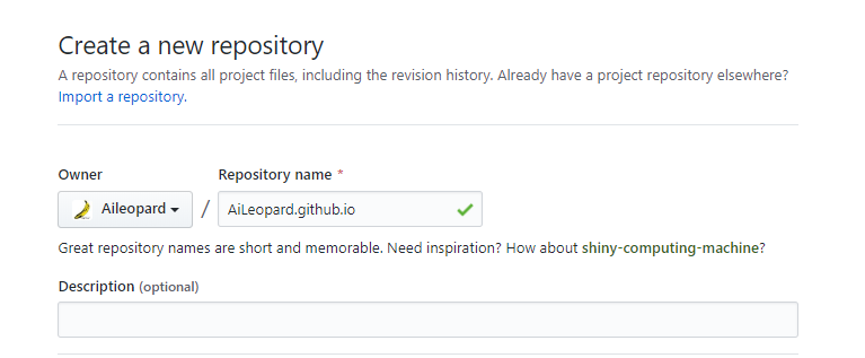 Create a new repository
A repository contains all project files, including the revision history. Already have a project repository elsewhere?
Import a repository.
Owner Repository name *
Aileopard / AiLeopard.github.io
Great repository names are short and memorable. Need inspiration? How about shiny-computing-machine?
Description (optional)